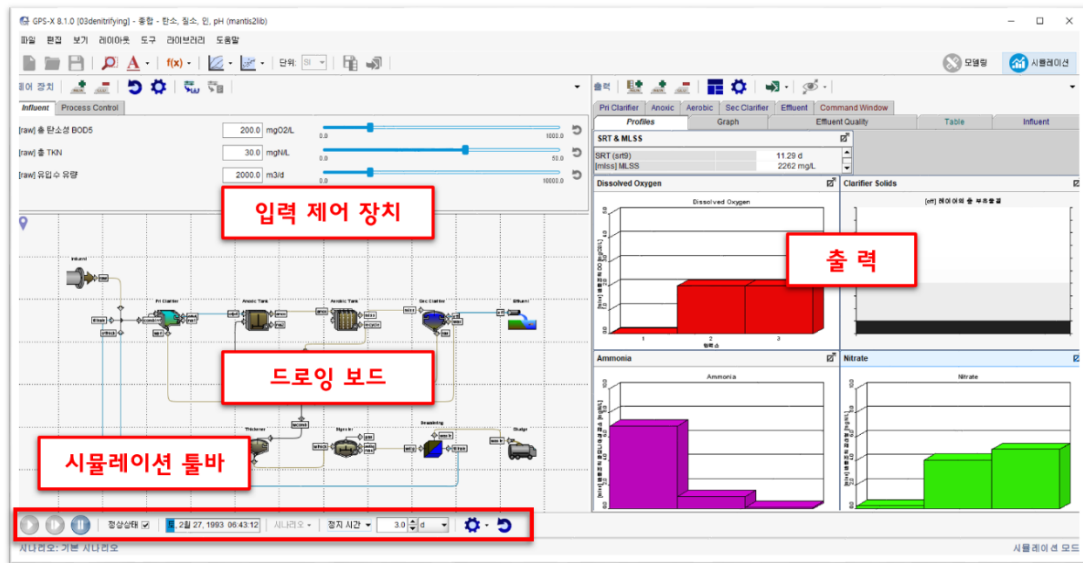 GPS-X 8.1.0 [03denitrifying] -종합 - 탄소, 질소, 인, pH (mantis2lib)
파일 편집 보기 레이아웃 도구 라이브러리 도움말
단위: SI 모델링 시뮬레이션
제어 장치
출력
Influent Process Control
Pri Clarifier Anoxic Aerobic Sec Clarifier Effluent Command Window
Profiles Graph Effluent Quality Table Influent
[raw] 총 탄소성 BOD5 200.0 mgO2/L 0.0 1000.0
[raw] 총 TKN 30.0 mgN/L 0.0 50.0
[raw] 유입수 유량 2000.0 m3/d 0.0 10000.0
입력 제어 장치
SRT & MLSS
SRT (srt9) 11.29 d
[mlss] MLSS 2262 mg/L
Dissolved Oxygen
Clarifier Solids
Dissolved Oxygen
출 력
1 2 3
Influent
Pri Clarifier Anoxic Tank Aerobic Tank Sec Clarifier Effluent
드로잉 보드
Thickener Digester Dewatering Sludge
시뮬레이션 툴바
Ammonia
Nitrate
Ammonia
Nitrate
정상상태 2월 27, 1993 06:43:12 시나리오 정지 시간 3.0 d
시나리오: 기본 시나리오
시뮬레이션 모드